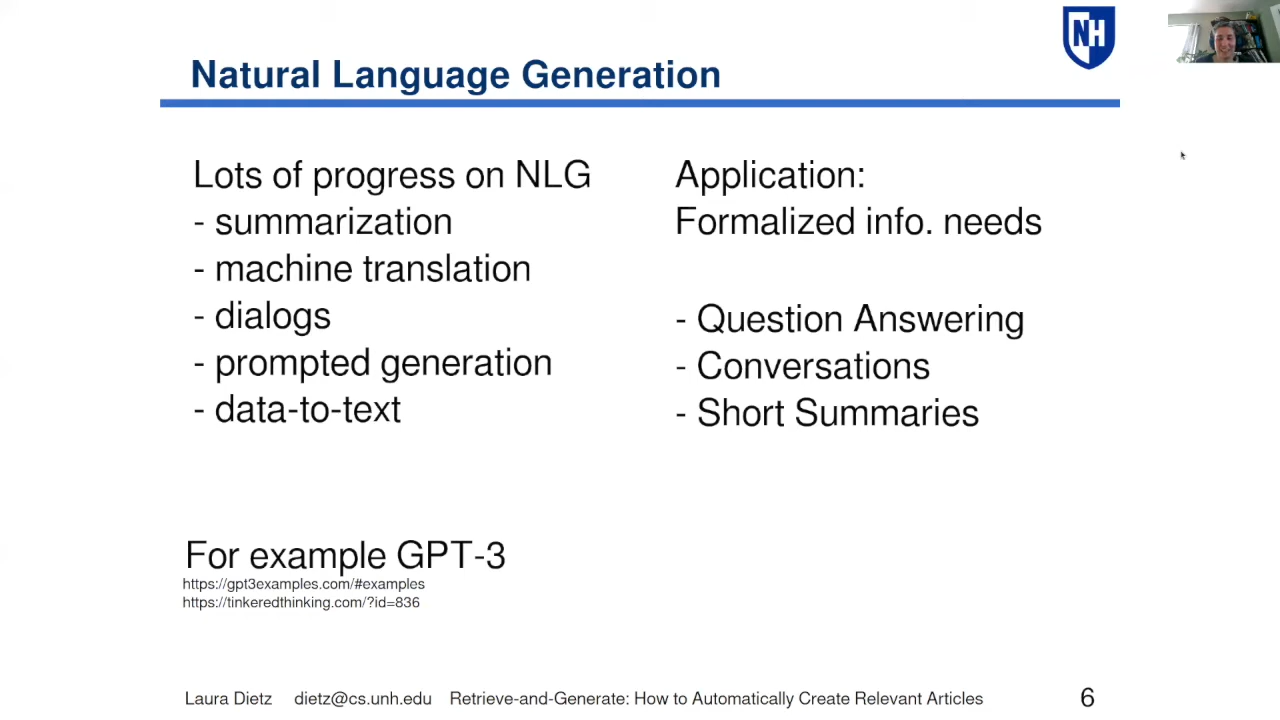 NH
Natural Language Generation
Lots of progress on NLG
- summarization
- machine translation
- dialogs
- prompted generation
- data-to-text
Application:
Formalized info. needs
- Question Answering
- Conversations
- Short Summaries
For example GPT-3
https://gpt3examples.com/#examples
https://tinkeredthinking.com/?id=836
Laura Dietz dietz@cs.unh.edu Retrieve-and-Generate: How to Automatically Create Relevant Articles 6